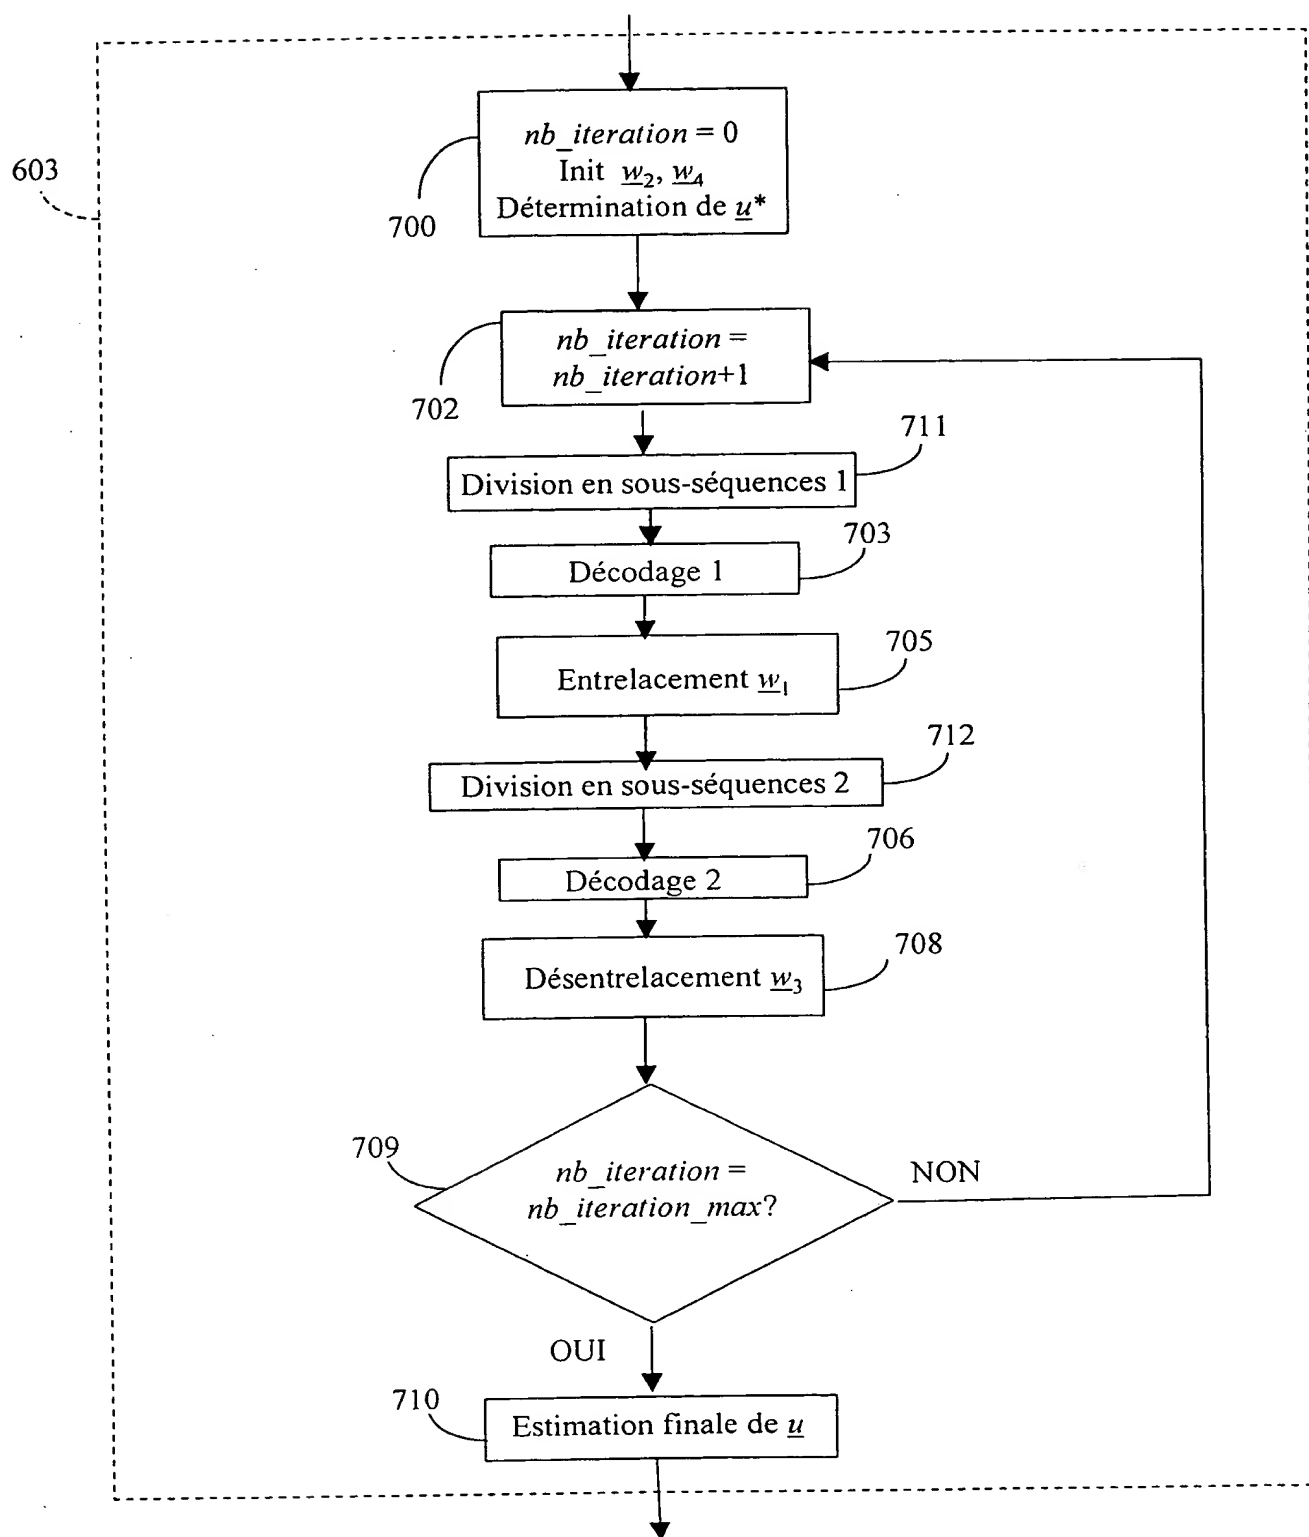 603
nb_iteration = 0
Init w₂, w₄
Détermination de u*
700
nb_iteration =
nb_iteration+1
702
711
Division en sous-séquences 1
703
Décodage 1
705
Entrelacement w₁
712
Division en sous-séquences 2
706
Décodage 2
708
Désentrelacement w₃
709
nb_iteration =
nb_iteration_max?
NON
OUI
710
Estimation finale de u